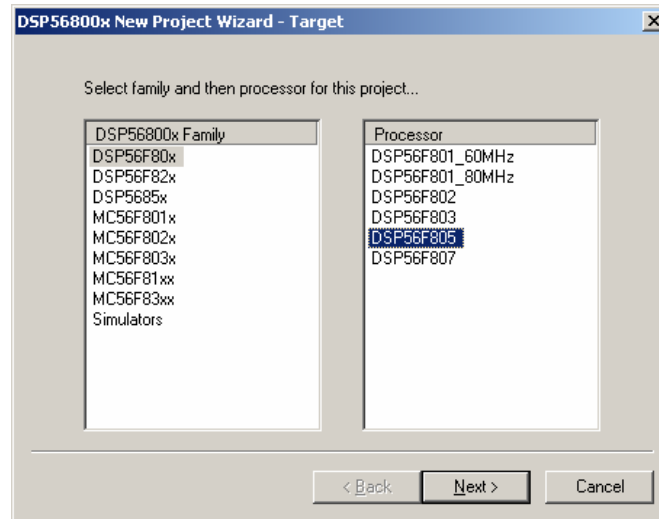 DSP56800x New Project Wizard - Target
Select family and then processor for this project...
DSP56800x Family
DSP56F80x
DSP56F82x
DSP5685x
MC56F801x
MC56F802x
MC56F803x
MC56F81xx
MC56F83xx
Simulators
Processor
DSP56F801_60MHz
DSP56F801_80MHz
DSP56F802
DSP56F803
DSP56F805
DSP56F807
< Back
Next >
Cancel